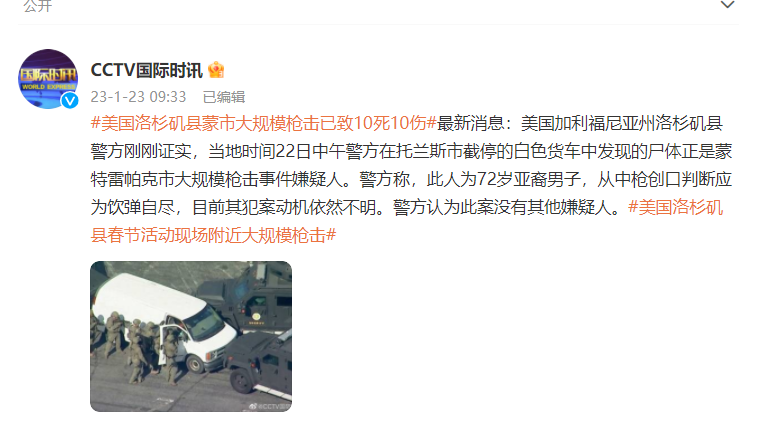 公开
国际时讯
WORLD EXPRESS
CCTV国际时讯
23-1-23 09:33 已编辑
#美国洛杉矶县蒙市大规模枪击已致10死10伤#最新消息：美国加利福尼亚州洛杉矶县
警方刚刚证实，当地时间22日中午警方在托兰斯市截停的白色货车中发现的尸体正是蒙
特雷帕克市大规模枪击事件嫌疑人。警方称，此人为72岁亚裔男子，从中枪创口判断应
为饮弹自尽，目前其犯案动机依然不明。警方认为此案没有其他嫌疑人。#美国洛杉矶
县春节活动现场附近大规模枪击#